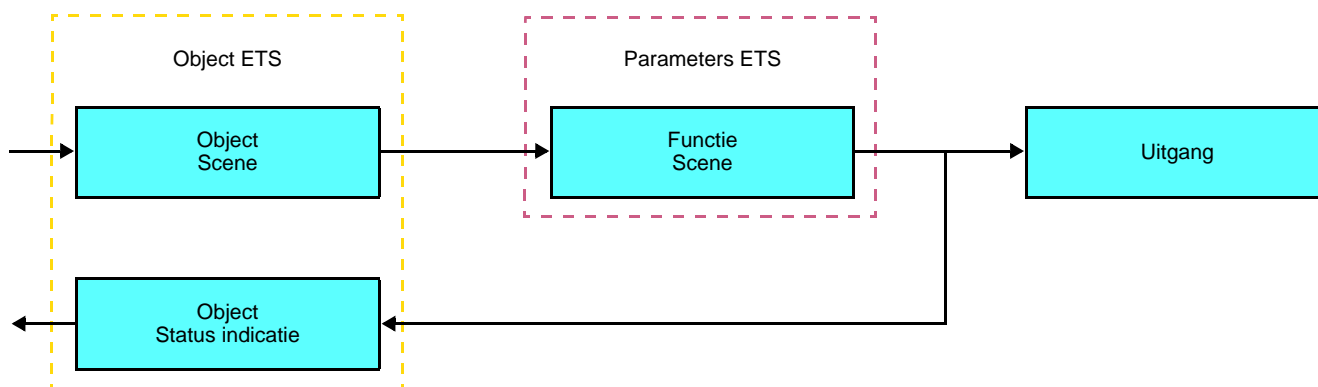 Object ETS
Parameters ETS
Object
Scene
Functie
Scene
Uitgang
Object
Status indicatie